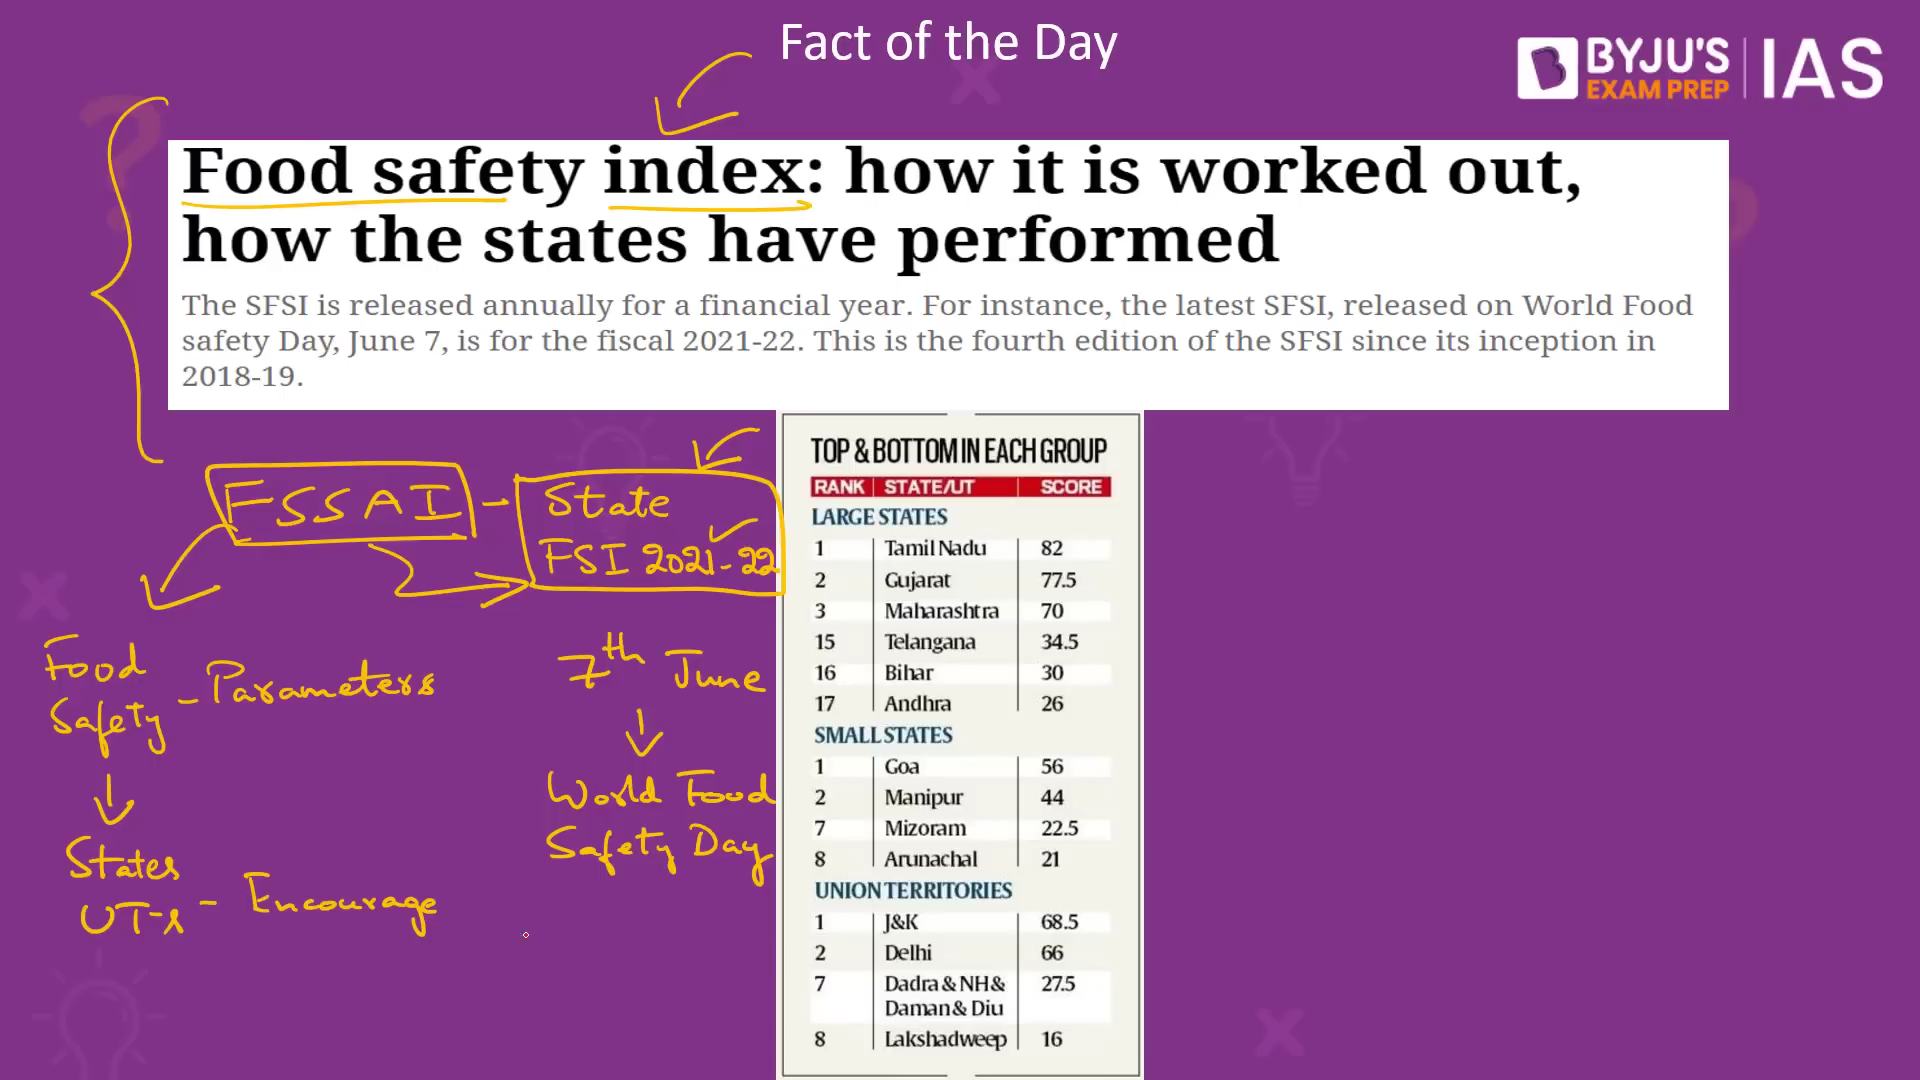 Fact of the Day
BYJU'S
EXAM PREP
IAS
Food safety index: how it is worked out,
how the states have performed
The SFSI is released annually for a financial year. For instance, the latest SFSI, released on World Food
safety Day, June 7, is for the fiscal 2021-22. This is the fourth edition of the SFSI since its inception in
2018-19.
FSSAI - State
FSI 2021-22
Food
Safety - Parameters
States
UT-s - Encourage
7th June
World Food
Safety Day
TOP & BOTTOM IN EACH GROUP
RANK STATE/UT SCORE
LARGE STATES
1 Tamil Nadu 82
2 Gujarat 77.5
3 Maharashtra 70
15 Telangana 34.5
16 Bihar 30
17 Andhra 26
SMALL STATES
1 Goa 56
2 Manipur 44
7 Mizoram 22.5
8 Arunachal 21
UNION TERRITORIES
1 J&K 68.5
2 Delhi 66
7 Dadra & NH & 27.5
Daman & Diu
8 Lakshadweep 16